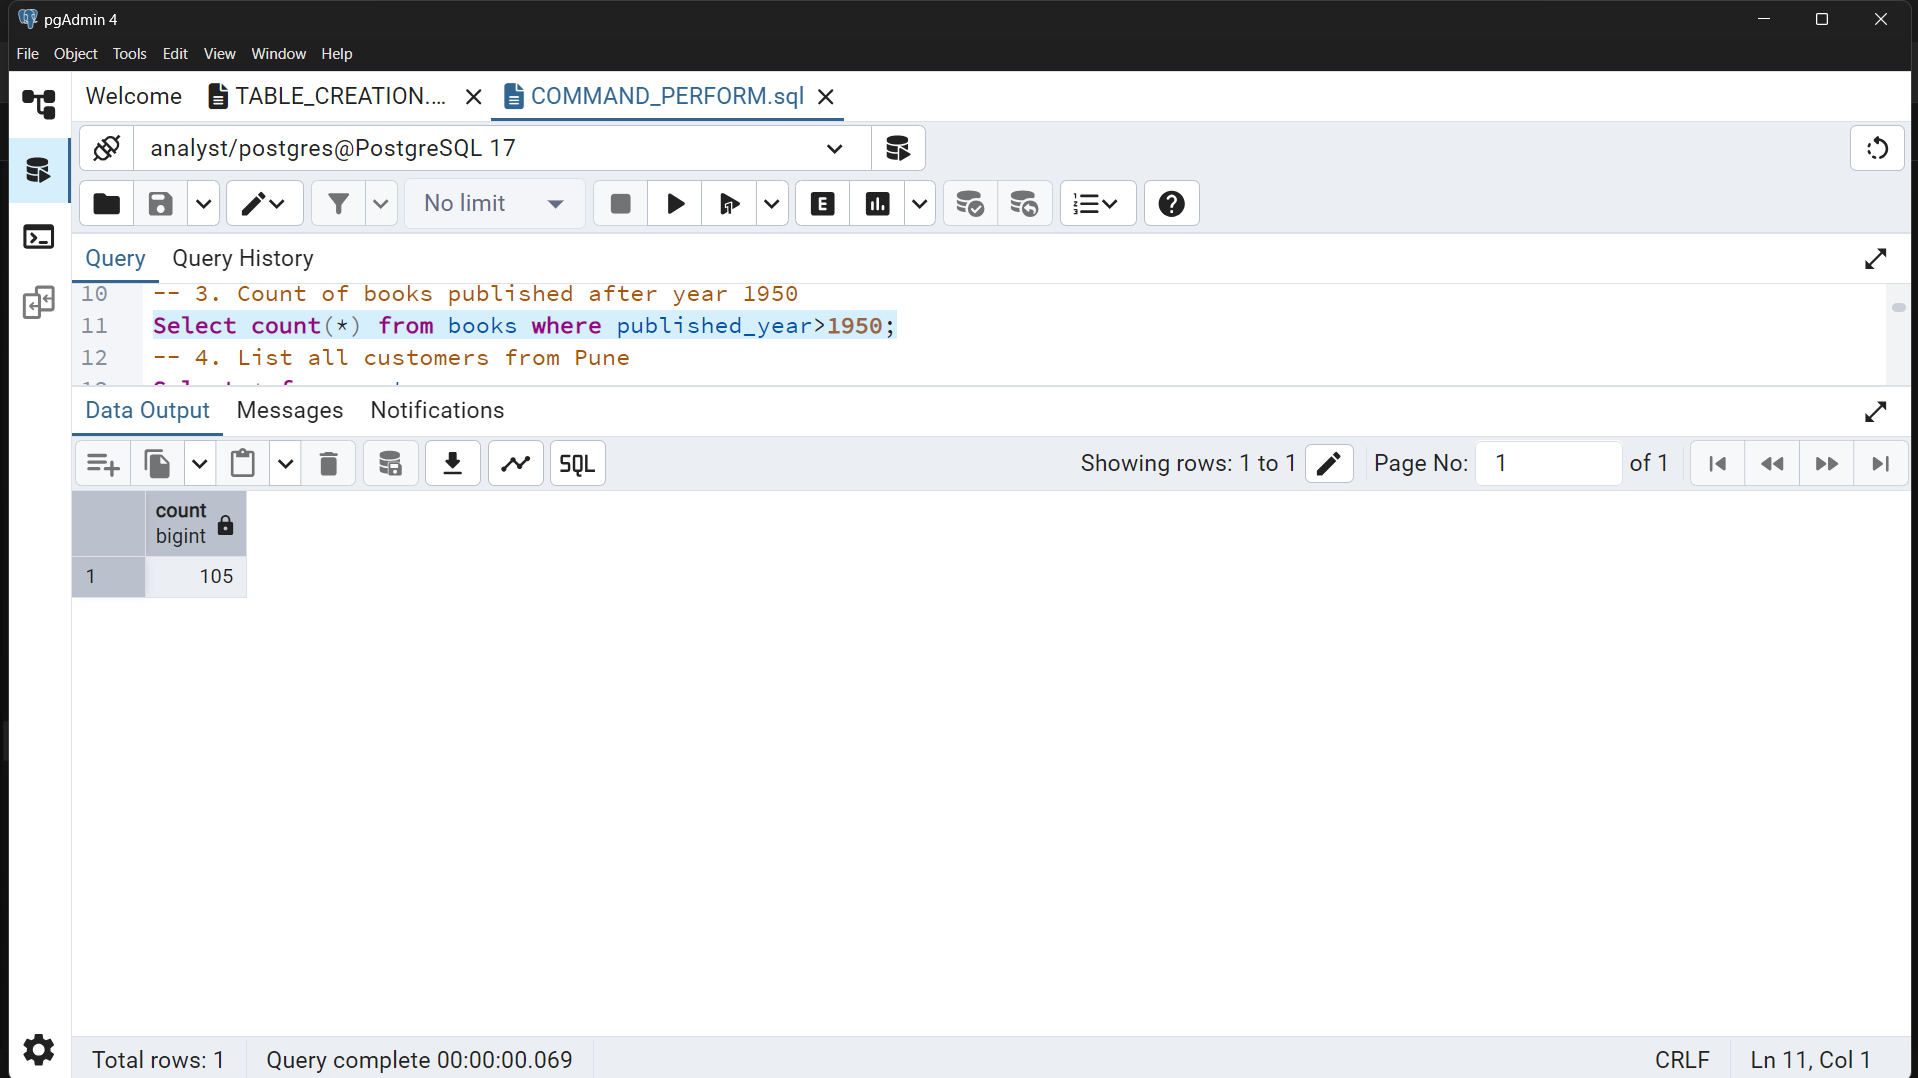 pgAdmin 4
File Object Tools Edit View Window Help
Welcome TABLE_CREATION.... COMMAND_PERFORM.sql
analyst/postgres@PostgreSQL 17
No limit
E
Query Query History
10 -- 3. Count of books published after year 1950
11 Select count(*) from books where published_year>1950;
12 -- 4. List all customers from Pune
Data Output Messages Notifications
SQL Showing rows: 1 to 1 Page No: 1 of 1
count
bigint
1 105
Total rows: 1 Query complete 00:00:00.069 CRLF Ln 11, Col 1